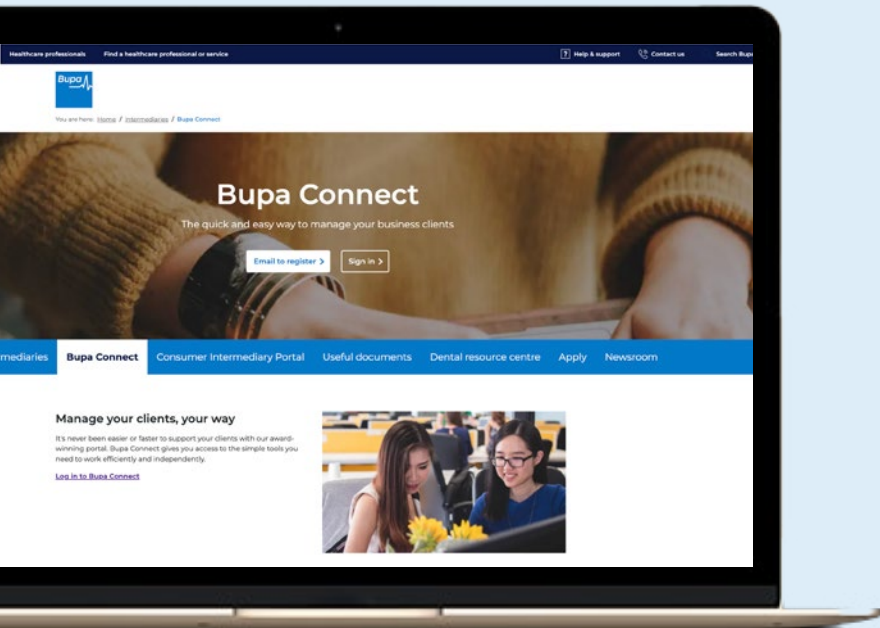 Healthcare professionals Find a healthcare professional or service ? Help & support Contact us Search Bupa
Bupa
You are here: Home / Intermediaries / Bupa Connect
Bupa Connect
The quick and easy way to manage your business clients
Email to register > Sign in >
mediaries Bupa Connect Consumer Intermediary Portal Useful documents Dental resource centre Apply Newsroom
Manage your clients, your way
It's never been easier or faster to support your clients with our award-
winning portal. Bupa Connect gives you access to the simple tools you
need to work efficiently and independently.
Log in to Bupa Connect